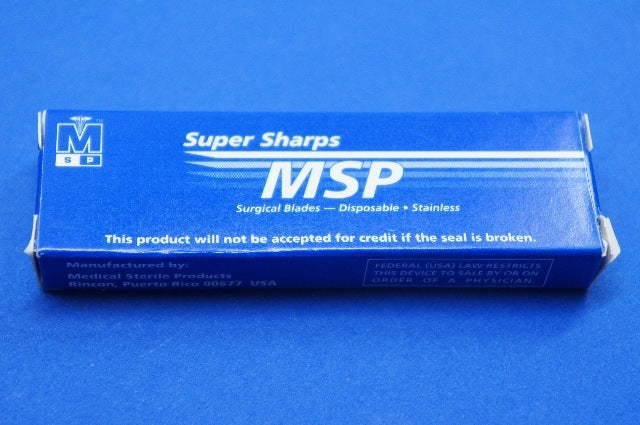 M
S P
Super Sharps
MSP
Surgical Blades — Disposable • Stainless
This product will not be accepted for credit if the seal is broken.
Manufactured by:
Medical Sterile Products
Rincon, Puerto Rico 00677 USA
FEDERAL (USA) LAW RESTRICTS
THIS DEVICE TO SALE BY OR ON
ORDER OF A PHYSICIAN